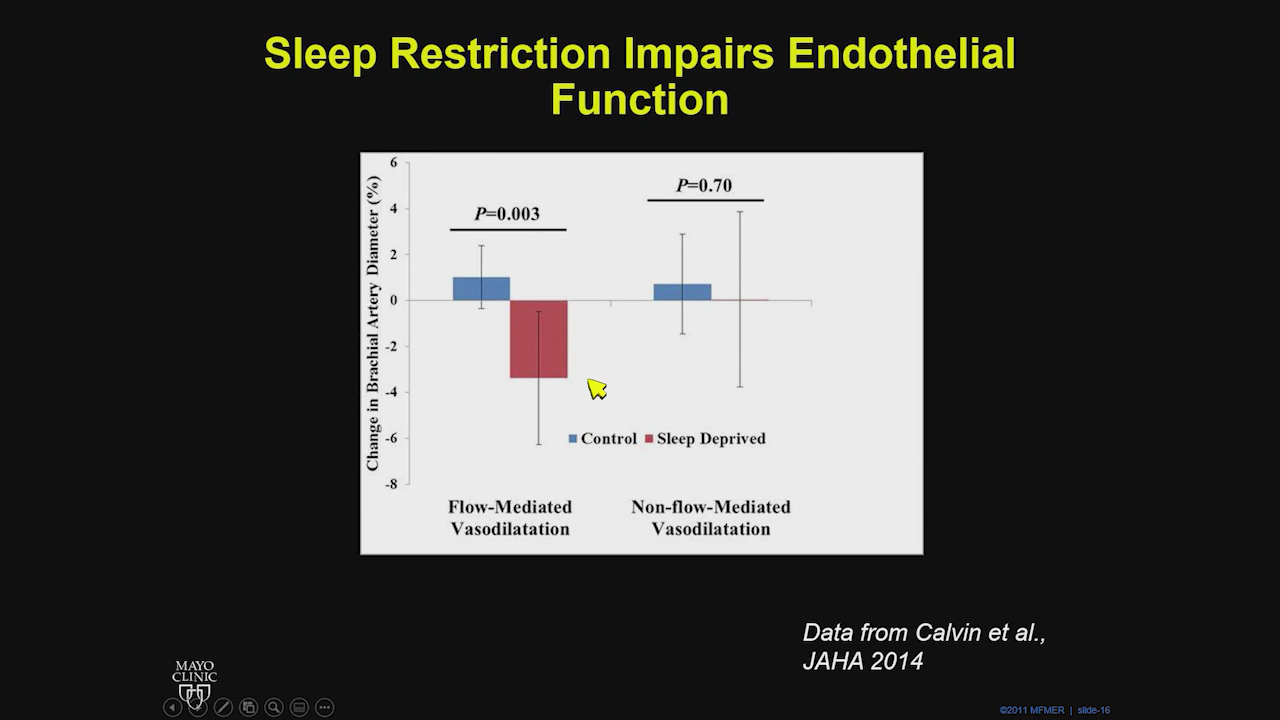 Sleep Restriction Impairs Endothelial
Function
Change in Brachial Artery Diameter (%)
6
4
2
0
-2
-4
-6
-8
P=0.003
P=0.70
Control
Sleep Deprived
Flow-Mediated
Vasodilatation
Non-flow-Mediated
Vasodilatation
Data from Calvin et al.,
JAHA 2014
MAYO
CLINIC
©2011 MFMER | slide-16